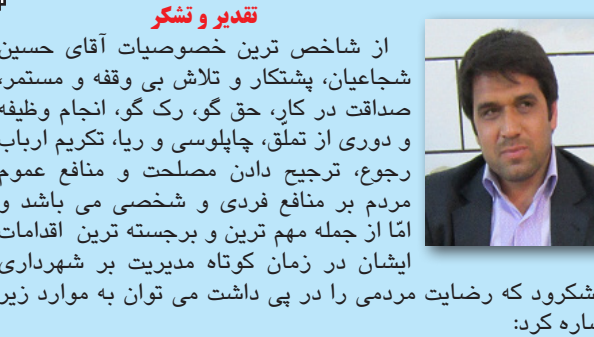 تقدیر و تشکر
از شاخص ترین خصوصیات آقای حسین
شجاعیان، پشتکار و تلاش بی وقفه و مستمر،
صداقت در کار، حق گو، رک گو، انجام وظیفه
و دوری از تملّق، چاپلوسی و ریا، تکریم ارباب
رجوع، ترجیح دادن مصلحت و منافع عموم
مردم بر منافع فردی و شخصی می باشد و
امّا از جمله مهم ترین و برجسته ترین اقدامات
ایشان در زمان کوتاه مدیریت بر شهرداری
شکرود که رضایت مردمی را در پی داشت می توان به موارد زیر
کرد: